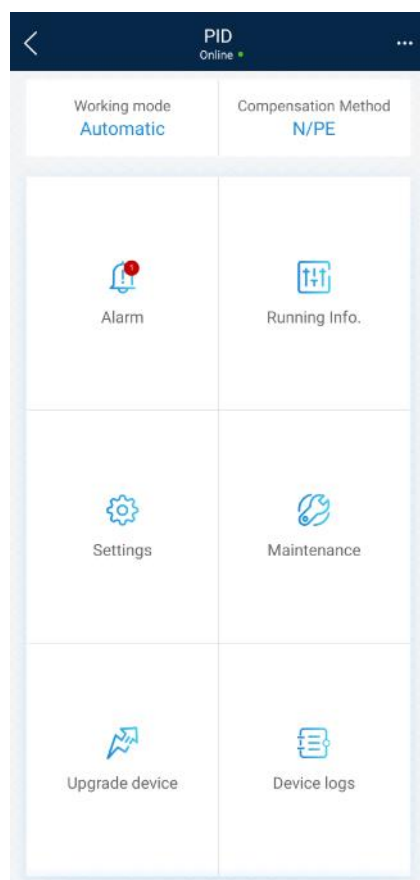 PID
Online
Working mode
Automatic
Compensation Method
N/PE
1
Alarm
Running Info.
Settings
Maintenance
Upgrade device
Device logs